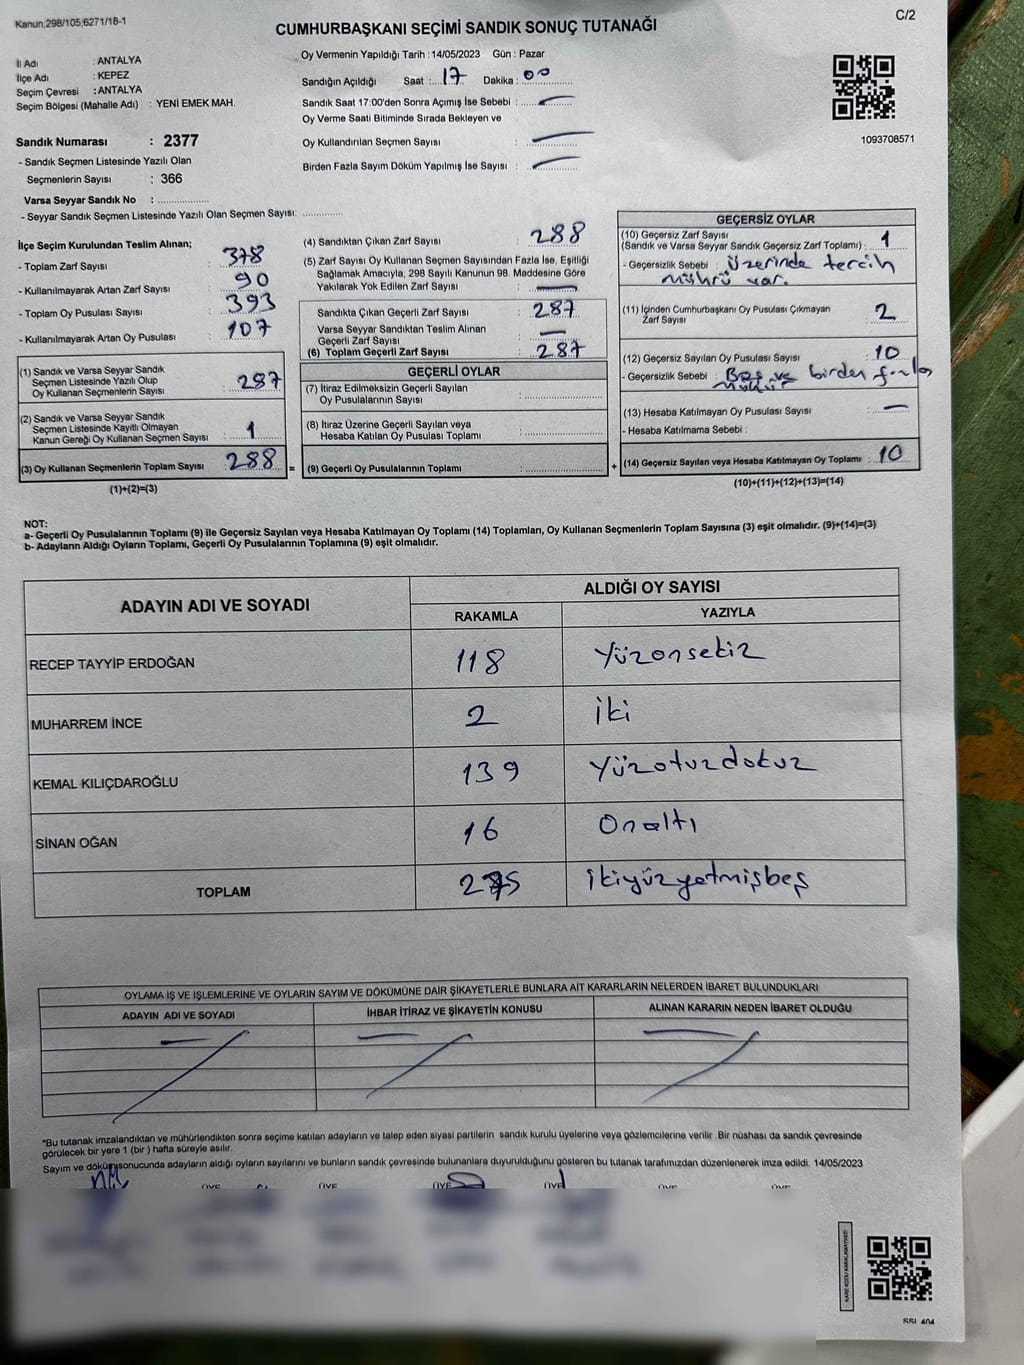 Kanun,298/105;6271/18-1
C/2
CUMHURBAŞKANI SEÇİMİ SANDIK SONUÇ TUTANAĞI
İl Adı : ANTALYA
İlçe Adı : KEPEZ
Seçim Çevresi : ANTALYA
Seçim Bölgesi (Mahalle Adı) : YENİ EMEK MAH.
Oy Vermenin Yapıldığı Tarih : 14/05/2023 Gün : Pazar
Sandığın Açıldığı Saat : 17 Dakika : 00
Sandık Saat 17:00'den Sonra Açımış İse Sebebi : —
Oy Verme Saati Bitiminde Sırada Bekleyen ve
Oy Kullandırılan Seçmen Sayısı : —
Birden Fazla Sayım Döküm Yapılmış İse Sayısı : —
1093708571
Sandık Numarası : 2377
- Sandık Seçmen Listesinde Yazılı Olan
Seçmenlerin Sayısı : 366
Varsa Seyyar Sandık No :
- Seyyar Sandık Seçmen Listesinde Yazılı Olan Seçmen Sayısı:
İlçe Seçim Kurulundan Teslim Alınan;
- Toplam Zarf Sayısı : 378
- Kullanılmayarak Artan Zarf Sayısı : 90
- Toplam Oy Pusulası Sayısı : 393
- Kullanılmayarak Artan Oy Pusulası : 107
(1) Sandık ve Varsa Seyyar Sandık
Seçmen Listesinde Yazılı Olup
Oy Kullanan Seçmenlerin Sayısı : 287
(2) Sandık ve Varsa Seyyar Sandık
Seçmen Listesinde Kayıtlı Olmayan
Kanun Gereği Oy Kullanan Seçmen Sayısı : 1
(3) Oy Kullanan Seçmenlerin Toplam Sayısı : 288
(1)+(2)=(3)
(4) Sandıktan Çıkan Zarf Sayısı : 288
(5) Zarf Sayısı Oy Kullanan Seçmen Sayısından Fazla İse, Eşitliği
Sağlamak Amacıyla, 298 Sayılı Kanunun 98. Maddesine Göre
Yakılarak Yok Edilen Zarf Sayısı : —
Sandıkta Çıkan Geçerli Zarf Sayısı : 287
Varsa Seyyar Sandıktan Teslim Alınan
Geçerli Zarf Sayısı : —
(6) Toplam Geçerli Zarf Sayısı : 287
GEÇERLİ OYLAR
(7) İtiraz Edilmeksizin Geçerli Sayılan
Oy Pusulalarının Sayısı :
(8) İtiraz Üzerine Geçerli Sayılan veya
Hesaba Katılan Oy Pusulası Toplamı :
= (9) Geçerli Oy Pusulalarının Toplamı : +
GEÇERSİZ OYLAR
(10) Geçersiz Zarf Sayısı
(Sandık ve Varsa Seyyar Sandık Geçersiz Zarf Toplamı) : 1
- Geçersizlik Sebebi : Üzerinde tercih
mührü var.
(11) İçinden Cumhurbaşkanı Oy Pusulası Çıkmayan
Zarf Sayısı : 2
(12) Geçersiz Sayılan Oy Pusulası Sayısı : 10
- Geçersizlik Sebebi : Boş ve birden fazla
(13) Hesaba Katılmayan Oy Pusulası Sayısı : —
- Hesaba Katılmama Sebebi :
(14) Geçersiz Sayılan veya Hesaba Katılmayan Oy Toplamı : 10
(10)+(11)+(12)+(13)=(14)
NOT:
a- Geçerli Oy Pusulalarının Toplamı (9) ile Geçersiz Sayılan veya Hesaba Katılmayan Oy Toplamı (14) Toplamları, Oy Kullanan Seçmenlerin Toplam Sayısına (3) eşit olmalıdır. (9)+(14)=(3)
b- Adayların Aldığı Oyların Toplamı, Geçerli Oy Pusulalarının Toplamına (9) eşit olmalıdır.
ADAYIN ADI VE SOYADI
ALDIĞI OY SAYISI
RAKAMLA YAZIYLA
RECEP TAYYİP ERDOĞAN 118 Yüzonsekiz
MUHARREM İNCE 2 iki
KEMAL KILIÇDAROĞLU 139 Yüzotuzdokuz
SİNAN OĞAN 16 Onaltı
TOPLAM 275 ikiyüzyetmişbeş
OYLAMA İŞ VE İŞLEMLERİNE VE OYLARIN SAYIM VE DÖKÜMÜNE DAİR ŞİKAYETLERLE BUNLARA AİT KARARLARIN NELERDEN İBARET BULUNDUKLARI
ADAYIN ADI VE SOYADI İHBAR İTİRAZ VE ŞİKAYETİN KONUSU ALINAN KARARIN NEDEN İBARET OLDUĞU
*Bu tutanak imzalandıktan ve mühürlendikten sonra seçime katılan adayların ve talep eden siyasi partilerin sandık kurulu üyelerine veya gözlemcilerine verilir .Bir nüshası da sandık çevresinde
görülecek bir yere 1 (bir ) hafta süreyle asılır.
Sayım ve döküm sonucunda adayların aldığı oyların sayılarını ve bunların sandık çevresinde bulunanlara duyurulduğunu gösteren bu tutanak tarafımızdan düzenlenerek imza edildi. 14/05/2023
ÜYE ÜYE ÜYE ÜYE ÜYE ÜYE